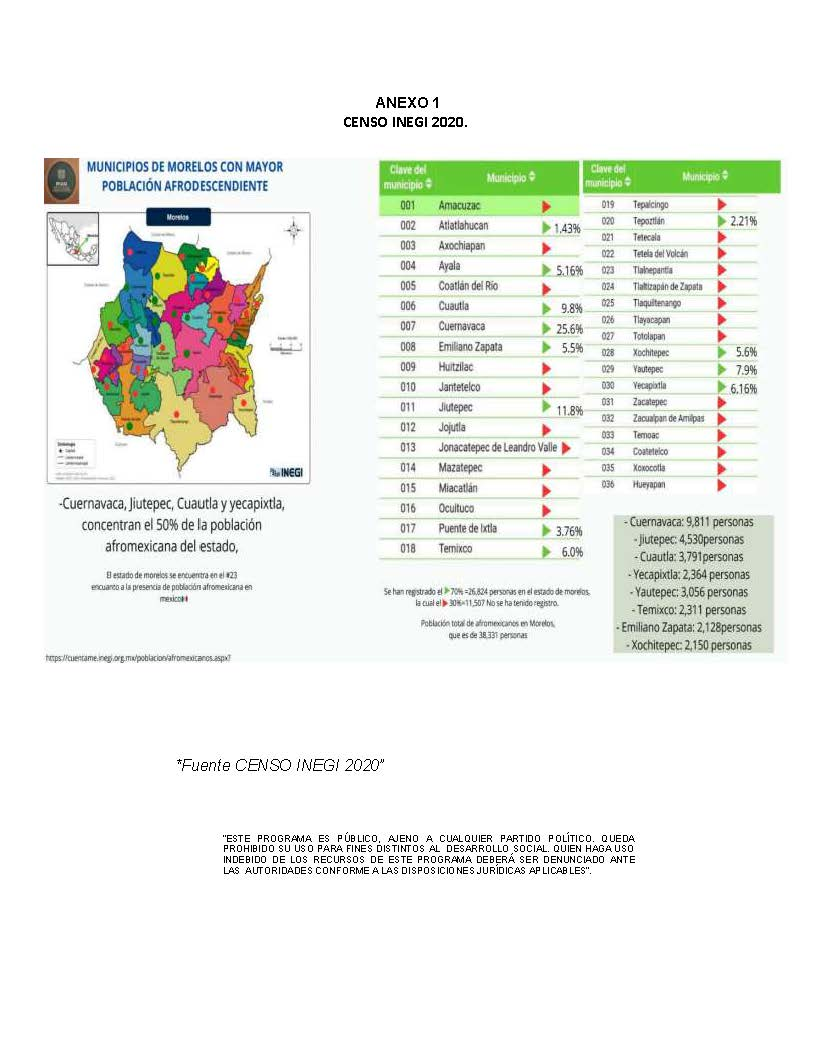 ANEXO 1
CENSO INEGI 2020.
MUNICIPIOS DE MORELOS CON MAYOR
POBLACIÓN AFRODESCENDIENTE
Morelos
INEGI
-Cuernavaca, Jiutepec, Cuautla y yecapixtla,
concentran el 50% de la población
afromexicana del estado,
El estado de morelos se encuentra en el #23
encuanto a la presencia de población afromexicana en
mexico
https://cuentame.inegi.org.mx/poblacion/afromexicanos.aspx?
Clave del
municipio Municipio
001 Amacuzac
002 Atlatlahucan 1.43%
003 Axochiapan
004 Ayala 5.16%
005 Coatlán del Río
006 Cuautla 9.8%
007 Cuernavaca 25.6%
008 Emiliano Zapata 5.5%
009 Huitzilac
010 Jantetelco
011 Jiutepec 11.8%
012 Jojutla
013 Jonacatepec de Leandro Valle
014 Mazatepec
015 Miacatlán
016 Ocuituco
017 Puente de Ixtla 3.76%
018 Temixco 6.0%
Clave del
municipio Municipio
019 Tepalcingo
020 Tepoztlán 2.21%
021 Tetecala
022 Tetela del Volcán
023 Tlalnepantla
024 Tlaltizapán de Zapata
025 Tlaquiltenango
026 Tlayacapan
027 Totolapan
028 Xochitepec 5.6%
029 Yautepec 7.9%
030 Yecapixtla 6.16%
031 Zacatepec
032 Zacualpan de Amilpas
033 Temoac
034 Coatetelco
035 Xoxocotla
036 Hueyapan
Se han registrado el 70% =26,824 personas en el estado de morelos,
la cual el 30%=11,507 No se ha tenido registro.
Población total de afromexicanos en Morelos,
que es de 38,331 personas
- Cuernavaca: 9,811 personas
- Jiutepec: 4,530personas
- Cuautla: 3,791personas
- Yecapixtla: 2,364 personas
- Yautepec: 3,056 personas
- Temixco: 2,311 personas
- Emiliano Zapata: 2,128personas
- Xochitepec: 2,150 personas
*Fuente CENSO INEGI 2020"
"ESTE PROGRAMA ES PÚBLICO, AJENO A CUALQUIER PARTIDO POLÍTICO. QUEDA
PROHIBIDO SU USO PARA FINES DISTINTOS AL DESARROLLO SOCIAL. QUIEN HAGA USO
INDEBIDO DE LOS RECURSOS DE ESTE PROGRAMA DEBERÁ SER DENUNCIADO ANTE
LAS AUTORIDADES CONFORME A LAS DISPOSICIONES JURÍDICAS APLICABLES".